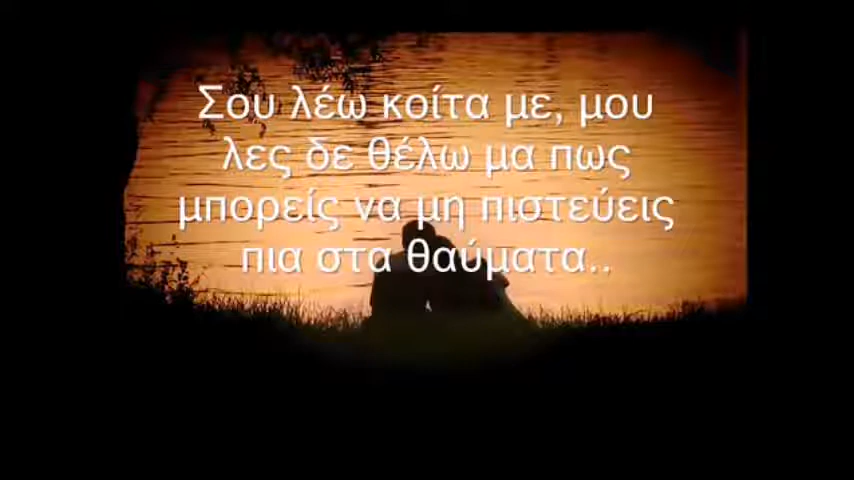 Σου λέω κοίτα με, μου
λες δε θέλω μα πως
μπορείς να μη πιστεύεις
πια στα θαύματα..